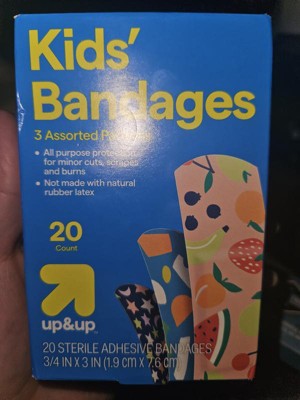 Kids'
Bandages
3 Assorted
• All purpose protection
for minor cuts, scrapes
and burns
• Not made with natural
rubber latex
20
Count
up&up
20 STERILE ADHESIVE BANDAGES
3/4 IN X 3 IN (1.9 cm X 7.6 cm)